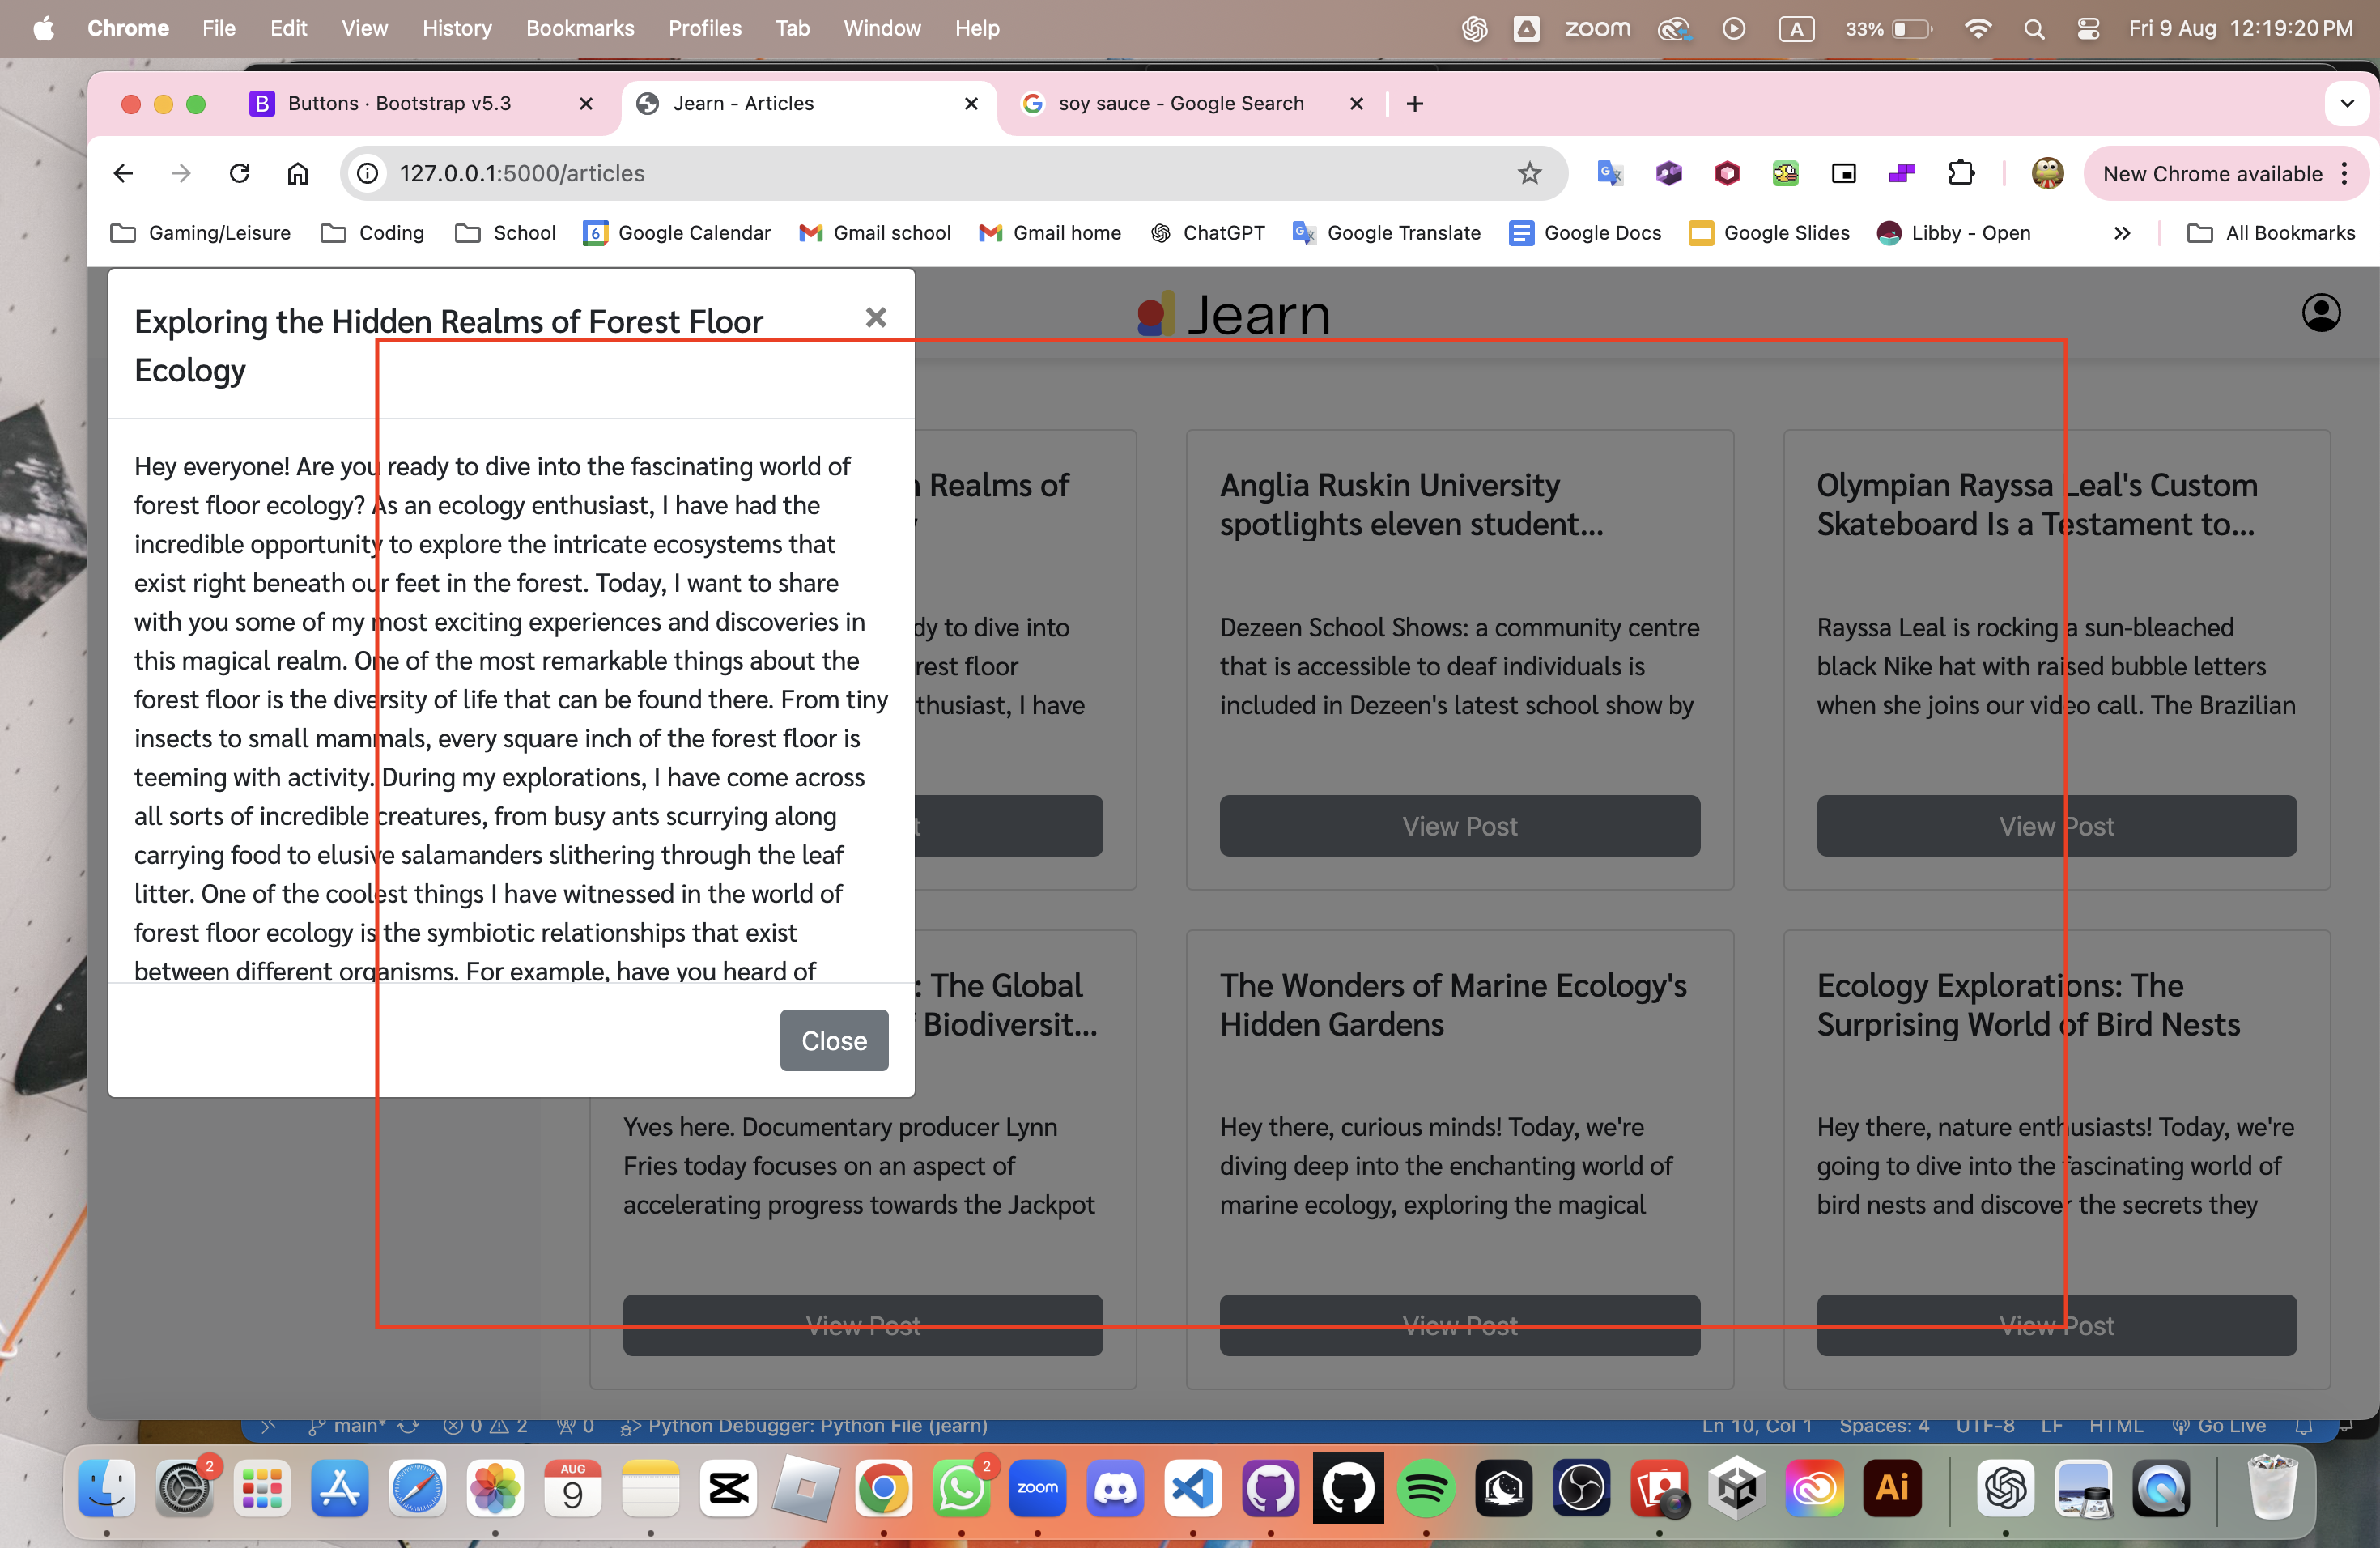 Chrome File Edit View History Bookmarks Profiles Tab Window Help
zoom A 33% Fri 9 Aug 12:19:20 PM
Buttons · Bootstrap v5.3
Jearn - Articles
soy sauce - Google Search
127.0.0.1:5000/articles
New Chrome available
Gaming/Leisure
Coding
School
Google Calendar
Gmail school
Gmail home
ChatGPT
Google Translate
Google Docs
Google Slides
Libby - Open
All Bookmarks
Jearn
Exploring the Hidden Realms of Forest Floor
Ecology
Hey everyone! Are you ready to dive into the fascinating world of
forest floor ecology? As an ecology enthusiast, I have had the
incredible opportunity to explore the intricate ecosystems that
exist right beneath our feet in the forest. Today, I want to share
with you some of my most exciting experiences and discoveries in
this magical realm. One of the most remarkable things about the
forest floor is the diversity of life that can be found there. From tiny
insects to small mammals, every square inch of the forest floor is
teeming with activity. During my explorations, I have come across
all sorts of incredible creatures, from busy ants scurrying along
carrying food to elusive salamanders slithering through the leaf
litter. One of the coolest things I have witnessed in the world of
forest floor ecology is the symbiotic relationships that exist
between different organisms. For example, have you heard of
Close
Realms of
dy to dive into
rest floor
thusiast, I have
Anglia Ruskin University
spotlights eleven student...
Dezeen School Shows: a community centre
that is accessible to deaf individuals is
included in Dezeen's latest school show by
View Post
Olympian Rayssa Leal's Custom
Skateboard Is a Testament to...
Rayssa Leal is rocking a sun-bleached
black Nike hat with raised bubble letters
when she joins our video call. The Brazilian
View Post
: The Global
Biodiversit...
Yves here. Documentary producer Lynn
Fries today focuses on an aspect of
accelerating progress towards the Jackpot
View Post
The Wonders of Marine Ecology's
Hidden Gardens
Hey there, curious minds! Today, we're
diving deep into the enchanting world of
marine ecology, exploring the magical
View Post
Ecology Explorations: The
Surprising World of Bird Nests
Hey there, nature enthusiasts! Today, we're
going to dive into the fascinating world of
bird nests and discover the secrets they
View Post
main* 0 2 0 Python Debugger: Python File (jearn)
Ln 10, Col 1 Spaces: 4 UTF-8 LF HTML Go Live
2
AUG
9
2
zoom
Ai